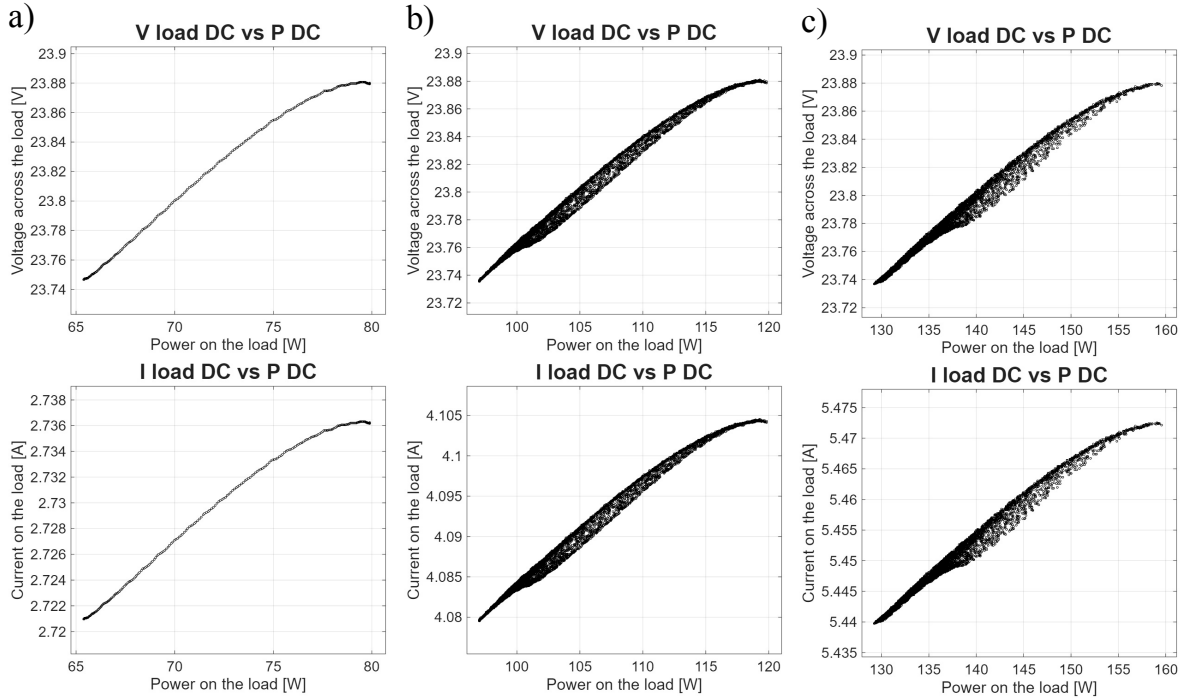 a)
V load DC vs P DC
Voltage across the load [V]
23.9
23.88
23.86
23.84
23.82
23.8
23.78
23.76
23.74
65 70 75 80
Power on the load [W]
I load DC vs P DC
Current on the load [A]
2.738
2.736
2.734
2.732
2.73
2.728
2.726
2.724
2.722
2.72
65 70 75 80
Power on the load [W]
b)
V load DC vs P DC
Voltage across the load [V]
23.9
23.88
23.86
23.84
23.82
23.8
23.78
23.76
23.74
23.72
100 105 110 115 120
Power on the load [W]
I load DC vs P DC
Current on the load [A]
4.105
4.1
4.095
4.09
4.085
4.08
100 105 110 115 120
Power on the load [W]
c)
V load DC vs P DC
Voltage across the load [V]
23.9
23.88
23.86
23.84
23.82
23.8
23.78
23.76
23.74
23.72
130 135 140 145 150 155 160
Power on the load [W]
I load DC vs P DC
Current on the load [A]
5.475
5.47
5.465
5.46
5.455
5.45
5.445
5.44
5.435
130 135 140 145 150 155 160
Power on the load [W]